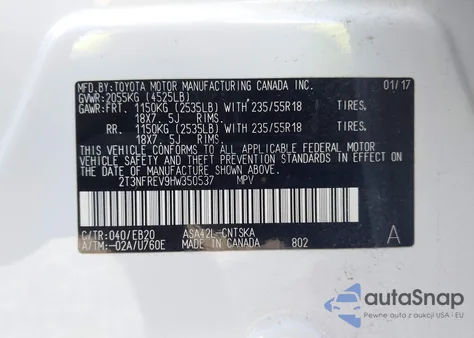 MFD. BY: TOYOTA MOTOR MANUFACTURING CANADA INC. 01/17
GVWR: 2055KG (4525LB)
GAWR: FRT. 1150KG (2535LB) WITH 235/55R18 TIRES,
18X7. 5J RIMS,
RR. 1150KG (2535LB) WITH 235/55R18 TIRES,
18X7. 5J RIMS,
THIS VEHICLE CONFORMS TO ALL APPLICABLE FEDERAL MOTOR
VEHICLE SAFETY AND THEFT PREVENTION STANDARDS IN EFFECT
ON THE DATE OF MANUFACTURE SHOWN ABOVE.
2T3NFREV9HW350537 MPV
C/TR: 040/EB20 ASA42L-CNTSKA
A/TM: -02A/U760E MADE IN CANADA 802 A
autoSnap
Pewne auta z USA i EU